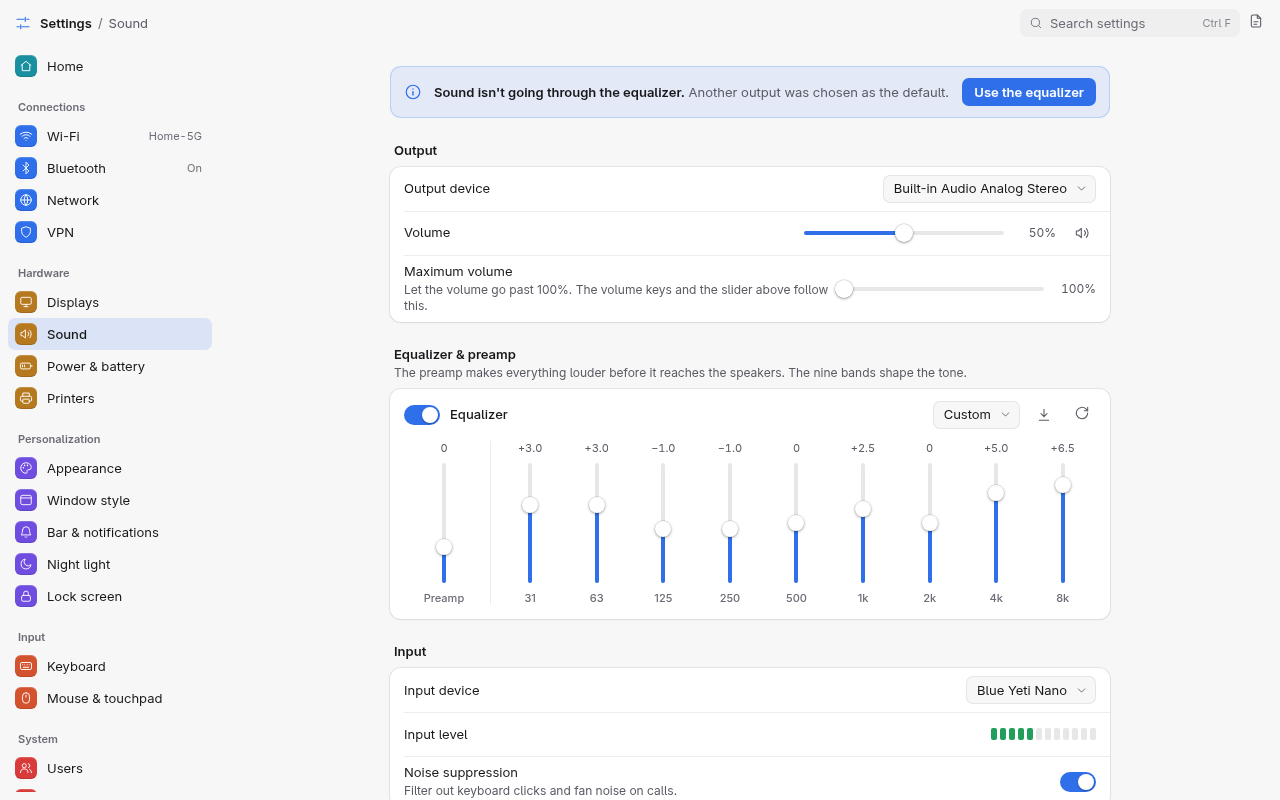 Settings / Sound
Search settings
Ctrl F
Home
Connections
Wi-Fi
Home-5G
Bluetooth
On
Network
VPN
Hardware
Displays
Sound
Power & battery
Printers
Personalization
Appearance
Window style
Bar & notifications
Night light
Lock screen
Input
Keyboard
Mouse & touchpad
System
Users
Sound isn't going through the equalizer. Another output was chosen as the default.
Use the equalizer
Output
Output device
Built-in Audio Analog Stereo
Volume
50%
Maximum volume
Let the volume go past 100%. The volume keys and the slider above follow
this.
100%
Equalizer & preamp
The preamp makes everything louder before it reaches the speakers. The nine bands shape the tone.
Equalizer
Custom
0 +3.0 +3.0 −1.0 −1.0 0 +2.5 0 +5.0 +6.5
Preamp 31 63 125 250 500 1k 2k 4k 8k
Input
Input device
Blue Yeti Nano
Input level
Noise suppression
Filter out keyboard clicks and fan noise on calls.